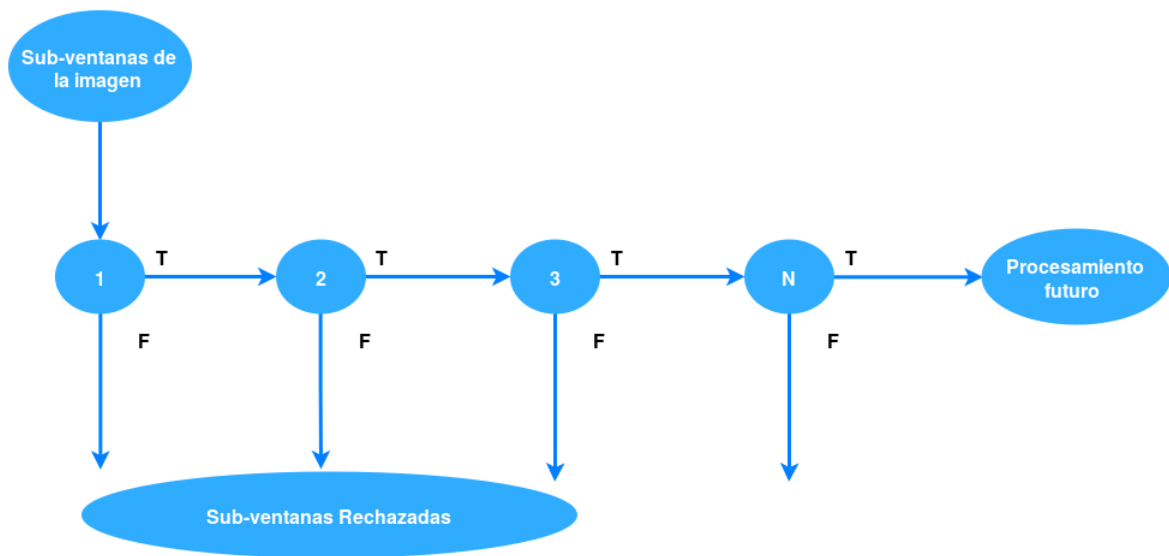 Sub-ventanas de
la imagen
T
T
T
T
1
2
3
N
Procesamiento
futuro
F
F
F
F
Sub-ventanas Rechazadas